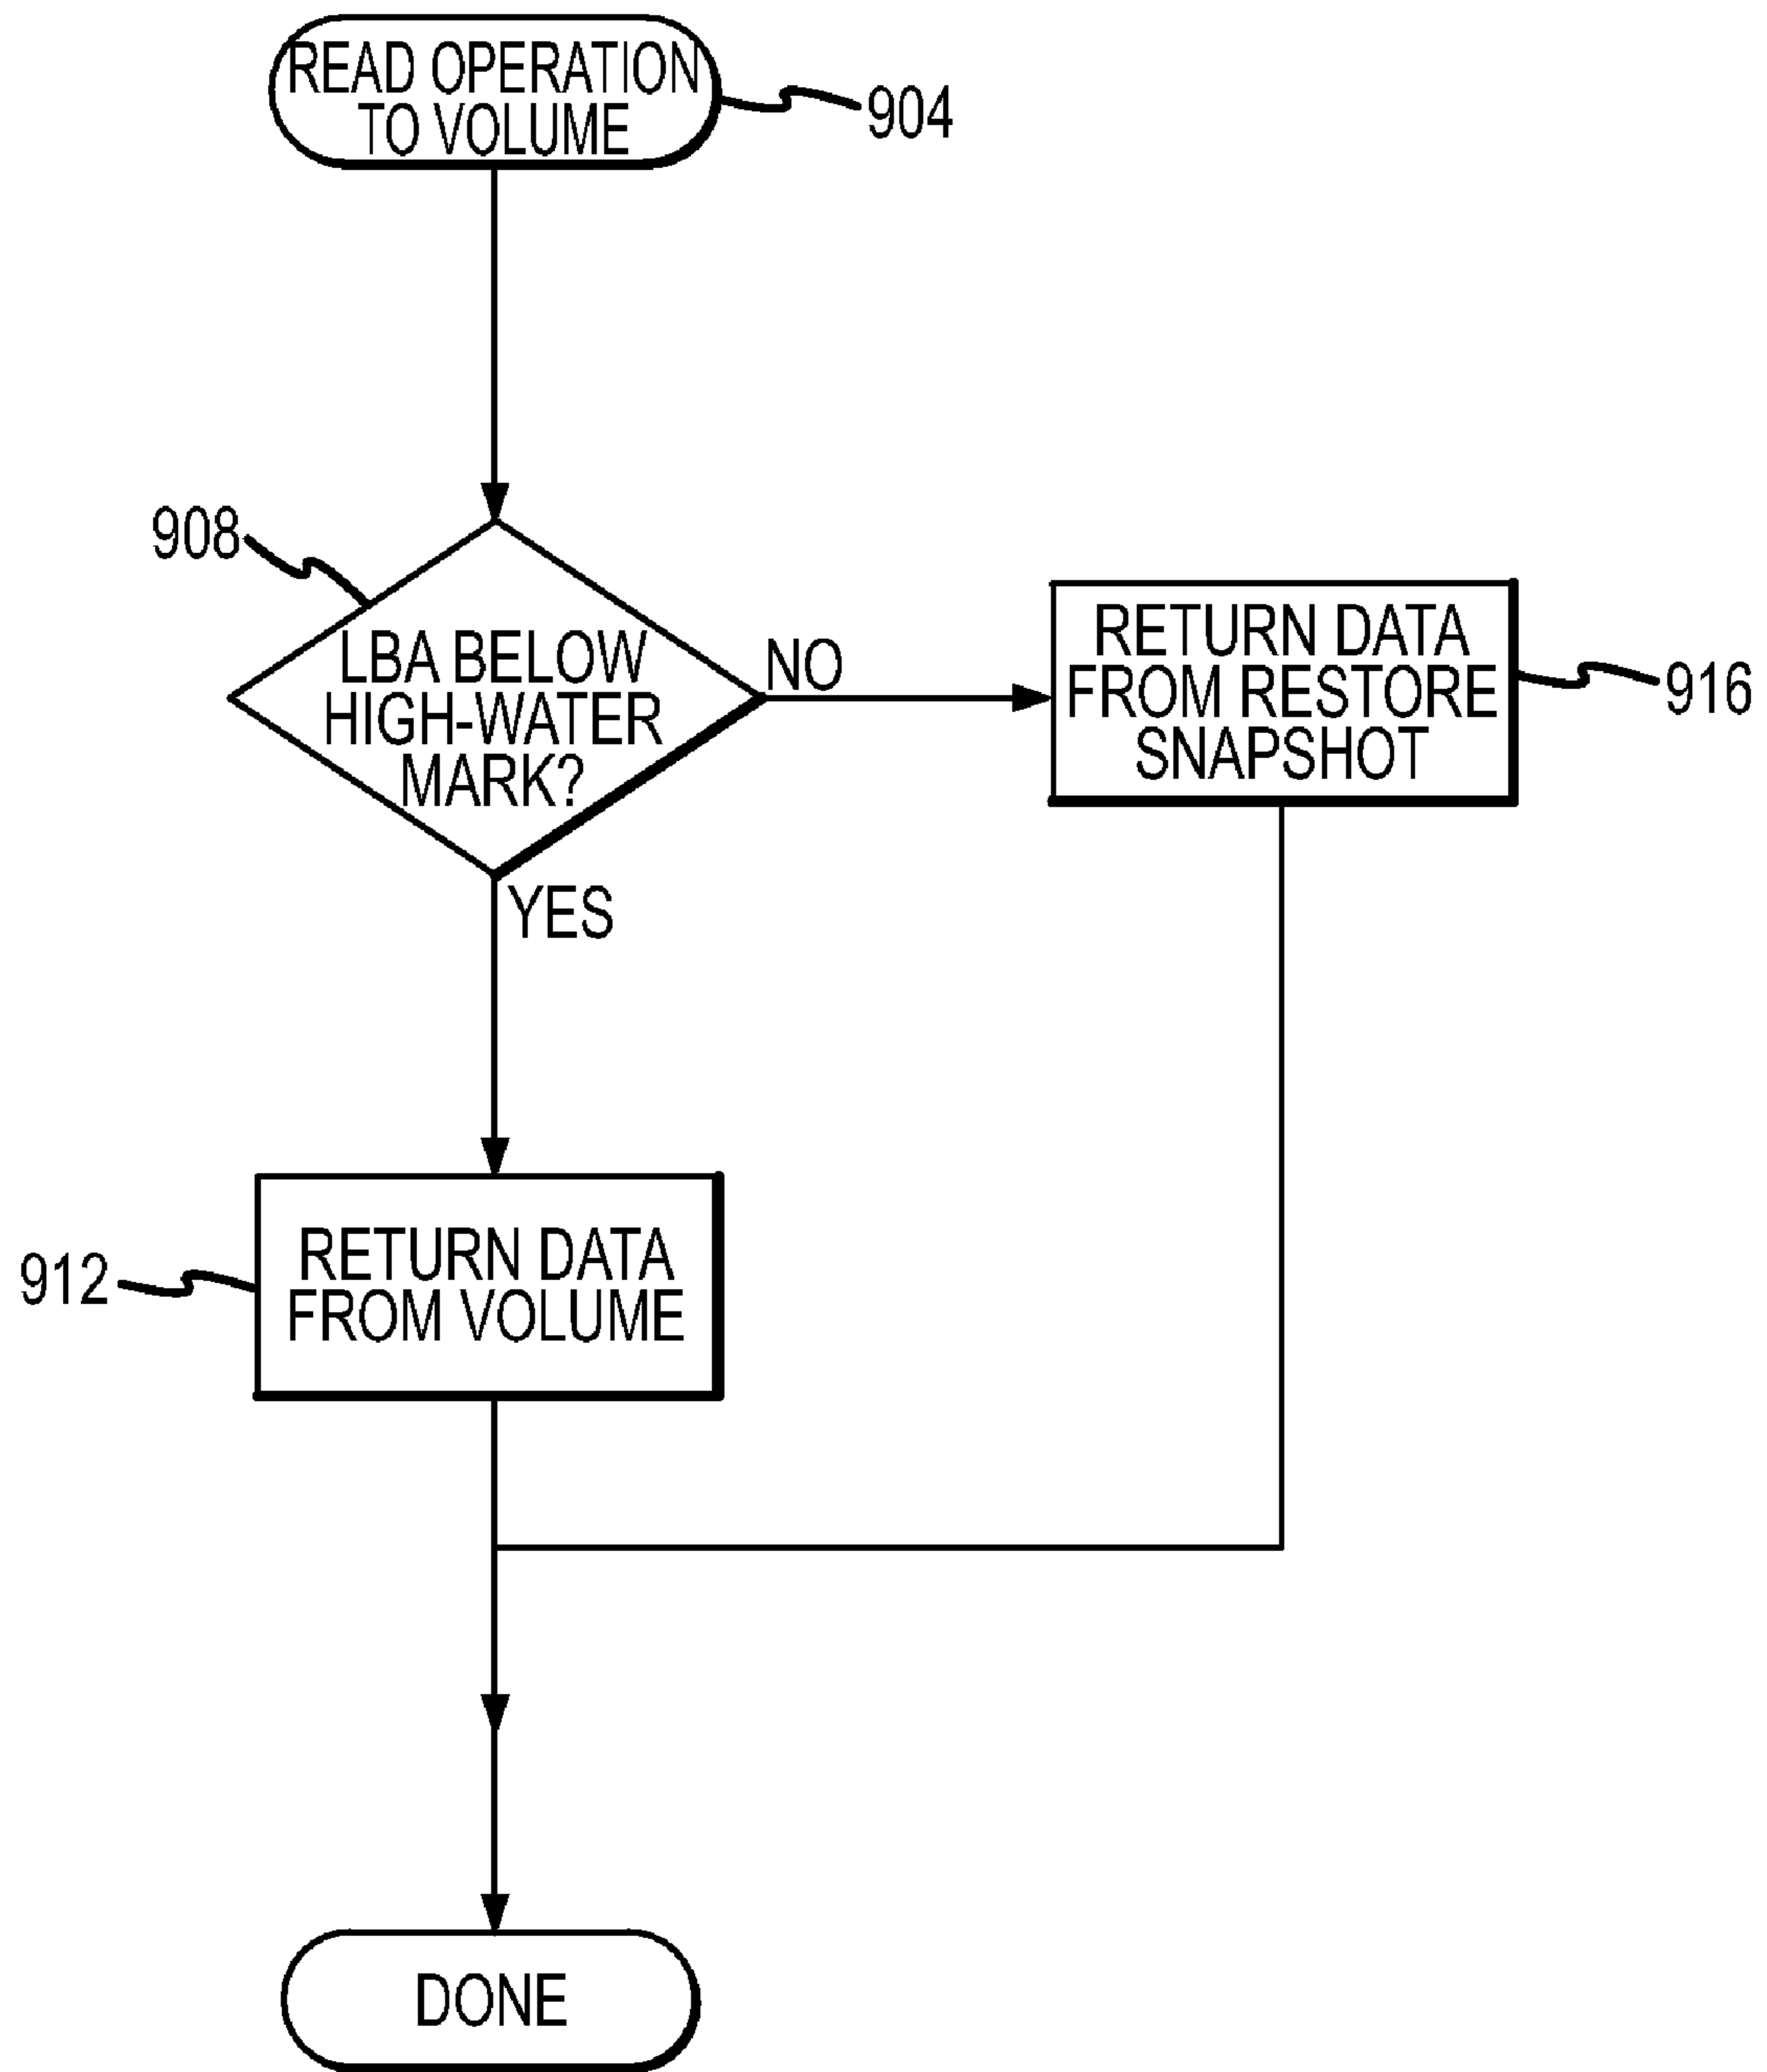 READ OPERATION
TO VOLUME
904
908
LBA BELOW
HIGH-WATER
MARK?
NO
RETURN DATA
FROM RESTORE
SNAPSHOT
916
YES
912
RETURN DATA
FROM VOLUME
DONE